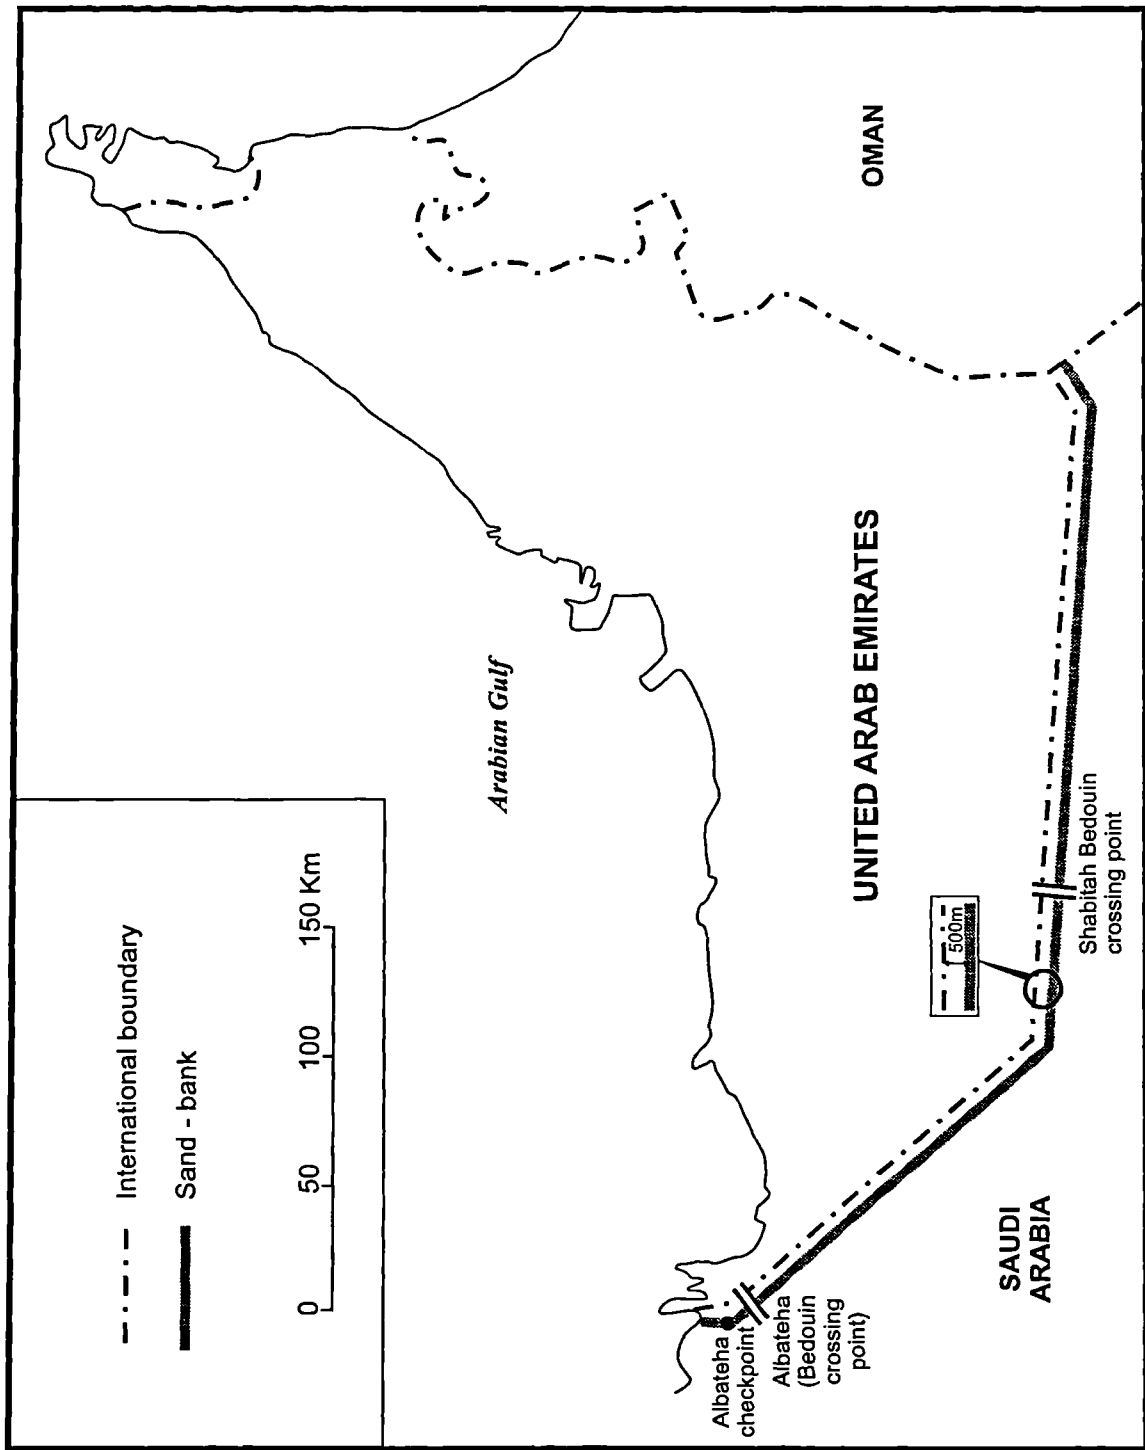 International boundary
Sand - bank
0 50 100 150 Km
Arabian Gulf
OMAN
UNITED ARAB EMIRATES
500m
Shabitah Bedouin
crossing point
SAUDI
ARABIA
Albateha
checkpoint
Albateha
(Bedouin
crossing
point)